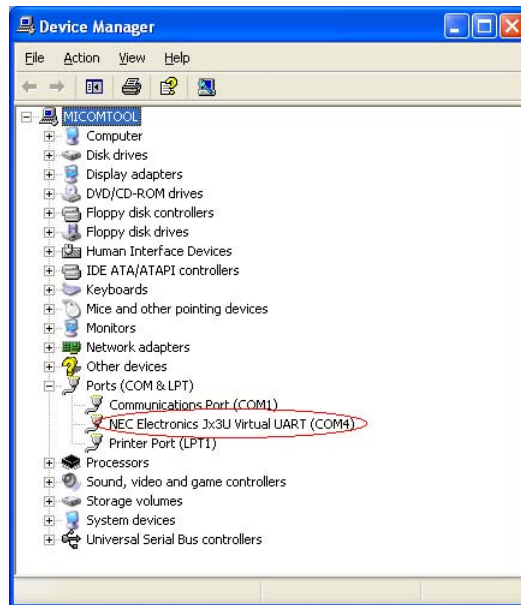 Device Manager
File Action View Help
MICOMTOOL
Computer
Disk drives
Display adapters
DVD/CD-ROM drives
Floppy disk controllers
Floppy disk drives
Human Interface Devices
IDE ATA/ATAPI controllers
Keyboards
Mice and other pointing devices
Monitors
Network adapters
Other devices
Ports (COM & LPT)
Communications Port (COM1)
NEC Electronics Jx3U Virtual UART (COM4)
Printer Port (LPT1)
Processors
Sound, video and game controllers
Storage volumes
System devices
Universal Serial Bus controllers